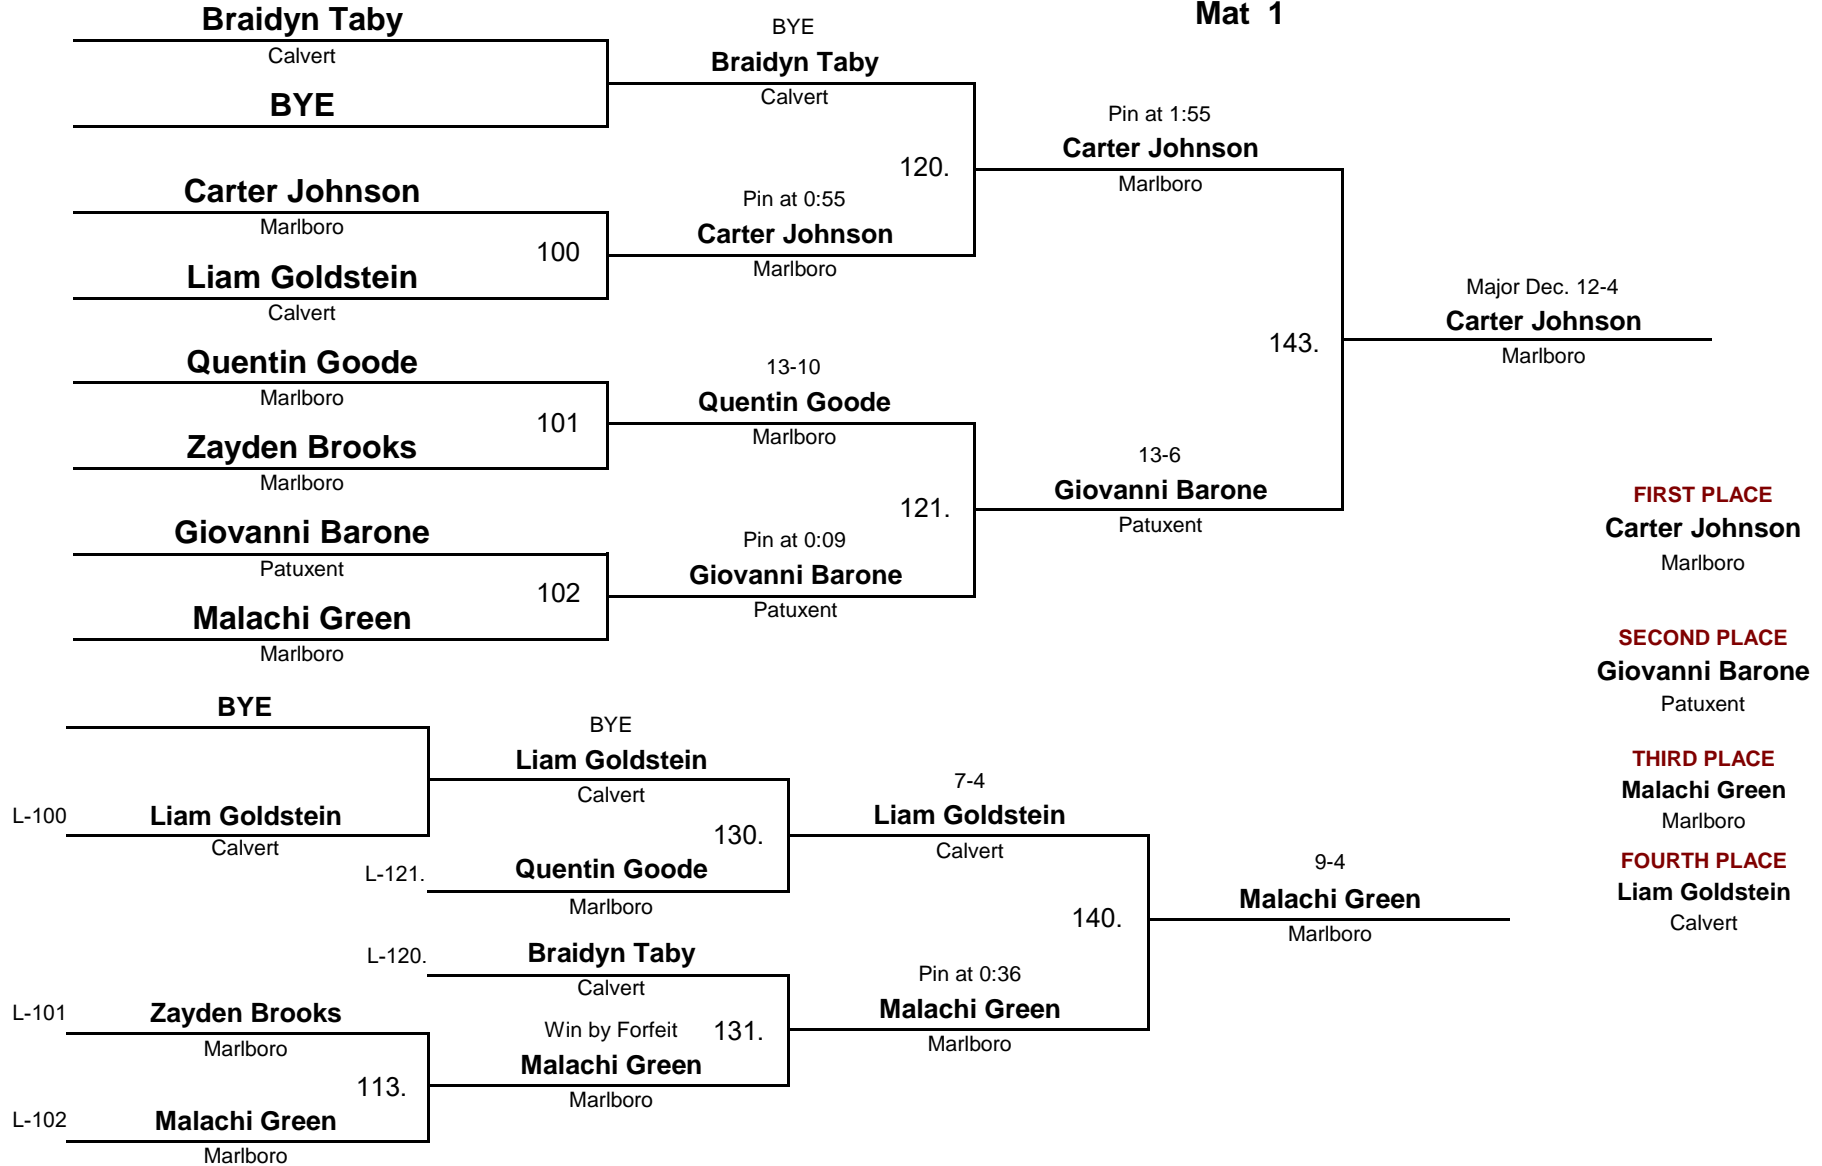 Mat 1
Braidyn Taby
Calvert
BYE
Carter Johnson
Marlboro
100
Liam Goldstein
Calvert
Quentin Goode
Marlboro
101
Zayden Brooks
Marlboro
Giovanni Barone
Patuxent
102
Malachi Green
Marlboro
BYE
Braidyn Taby
Calvert
120.
Pin at 0:55
Carter Johnson
Marlboro
13-10
Quentin Goode
Marlboro
121.
Pin at 0:09
Giovanni Barone
Patuxent
Pin at 1:55
Carter Johnson
Marlboro
143.
13-6
Giovanni Barone
Patuxent
Major Dec. 12-4
Carter Johnson
Marlboro
FIRST PLACE
Carter Johnson
Marlboro
SECOND PLACE
Giovanni Barone
Patuxent
THIRD PLACE
Malachi Green
Marlboro
FOURTH PLACE
Liam Goldstein
Calvert
BYE
L-100
Liam Goldstein
Calvert
L-101
Zayden Brooks
Marlboro
113.
L-102
Malachi Green
Marlboro
BYE
Liam Goldstein
Calvert
130.
L-121.
Quentin Goode
Marlboro
L-120.
Braidyn Taby
Calvert
Win by Forfeit
131.
Malachi Green
Marlboro
7-4
Liam Goldstein
Calvert
140.
Pin at 0:36
Malachi Green
Marlboro
9-4
Malachi Green
Marlboro